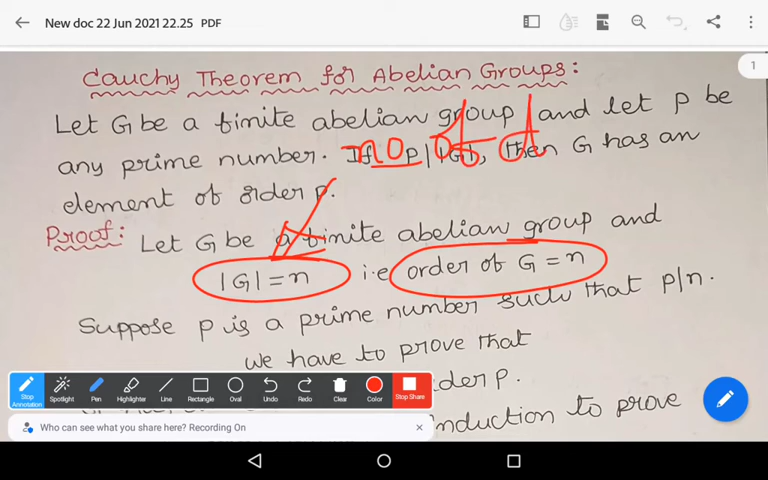 New doc 22 Jun 2021 22.25 PDF
1
Cauchy Theorem for Abelian Groups:
Let G be a finite abelian group and let p be
any prime number. If p | |G|, then G has an
element of order p.
no of d
Proof: Let G be a finite abelian group and
|G| = n i.e order of G = n
Suppose p is a prime number such that p|n.
we have to prove that
order p.
induction to prove
Stop Annotation
Spotlight
Pen
Highlighter
Line
Rectangle
Oval
Undo
Redo
Clear
Color
Stop Share
Who can see what you share here? Recording On